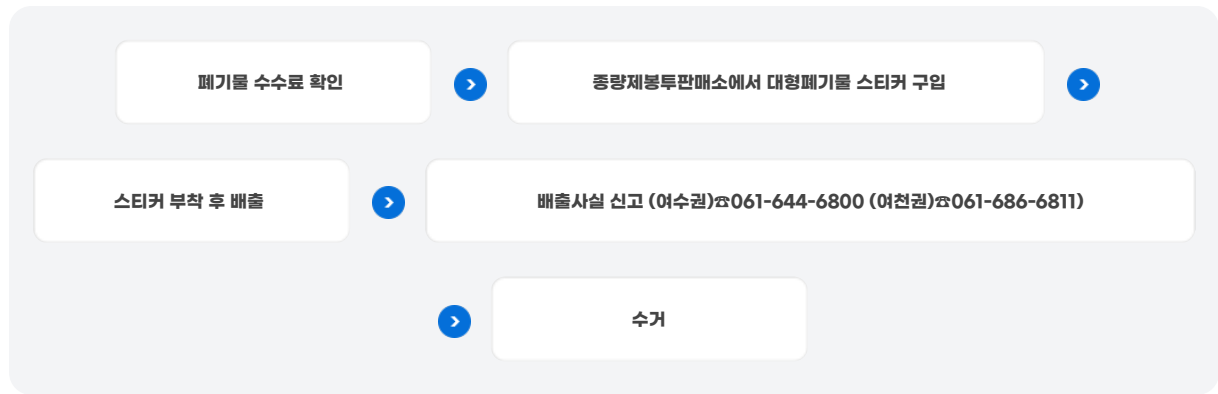 폐기물 수수료 확인
종량제봉투판매소에서 대형폐기물 스티커 구입
스티커 부착 후 배출
배출사실 신고 (여수권)☎061-644-6800 (여천권)☎061-686-6811)
수거